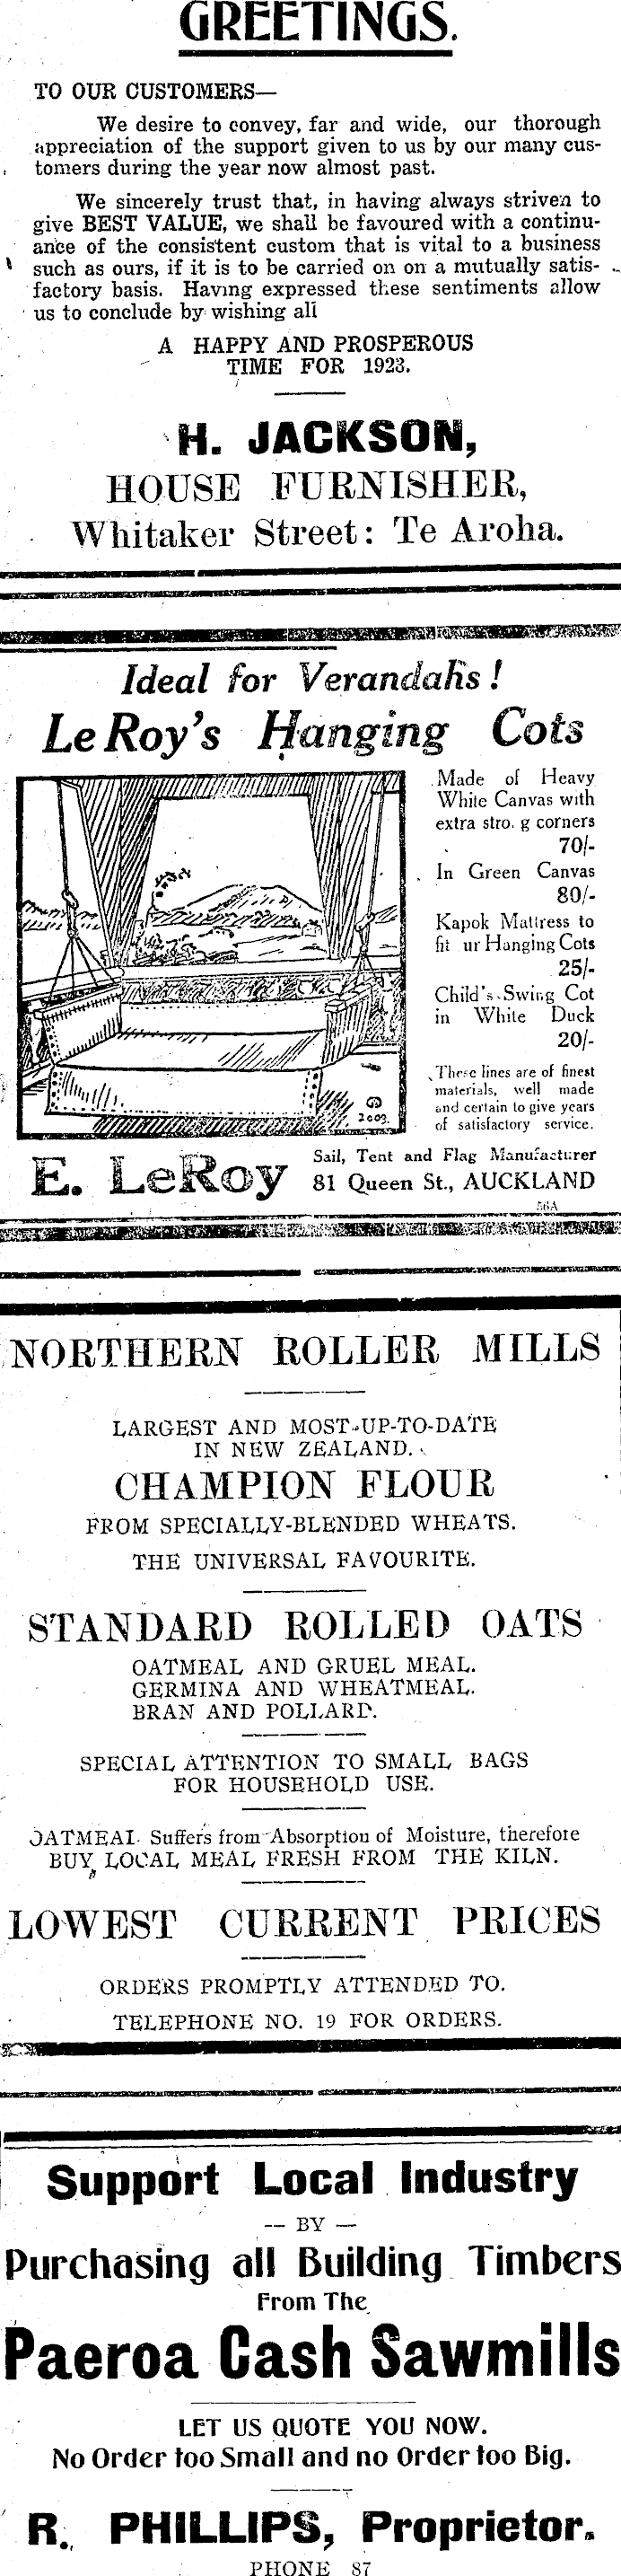 GREETINGS.
TO OUR CUSTOMERS—
We desire to convey, far and wide, our thorough
appreciation of the support given to us by our many cus-
tomers during the year now almost past.
We sincerely trust that, in having always striven to
give BEST VALUE, we shall be favoured with a continu-
ance of the consistent custom that is vital to a business
such as ours, if it is to be carried on on a mutually satis-
factory basis. Having expressed these sentiments allow
us to conclude by wishing all
A HAPPY AND PROSPEROUS
TIME FOR 1923.
H. JACKSON,
HOUSE FURNISHER,
Whitaker Street: Te Aroha.
Ideal for Verandahs!
LeRoy's Hanging Cots
Made of Heavy
White Canvas with
extra stro. g corners
70/-
In Green Canvas
80/-
Kapok Mattress to
fit ur Hanging Cots
25/-
Child's Swing Cot
in White Duck
20/-
These lines are of finest
materials, well made
and certain to give years
of satisfactory service.
2003.
E. LeRoy
Sail, Tent and Flag Manufacturer
81 Queen St., AUCKLAND
56A
NORTHERN ROLLER MILLS
LARGEST AND MOST-UP-TO-DATE
IN NEW ZEALAND.
CHAMPION FLOUR
FROM SPECIALLY-BLENDED WHEATS.
THE UNIVERSAL FAVOURITE.
STANDARD ROLLED OATS
OATMEAL AND GRUEL MEAL.
GERMINA AND WHEATMEAL.
BRAN AND POLLARD.
SPECIAL ATTENTION TO SMALL BAGS
FOR HOUSEHOLD USE.
OATMEAL Suffers from Absorption of Moisture, therefore
BUY LOCAL MEAL FRESH FROM THE KILN.
LOWEST CURRENT PRICES
ORDERS PROMPTLY ATTENDED TO.
TELEPHONE NO. 19 FOR ORDERS.
Support Local Industry
-- BY —
Purchasing all Building Timbers
From The
Paeroa Cash Sawmills
LET US QUOTE YOU NOW.
No Order too Small and no Order too Big.
R. PHILLIPS, Proprietor.
PHONE 87